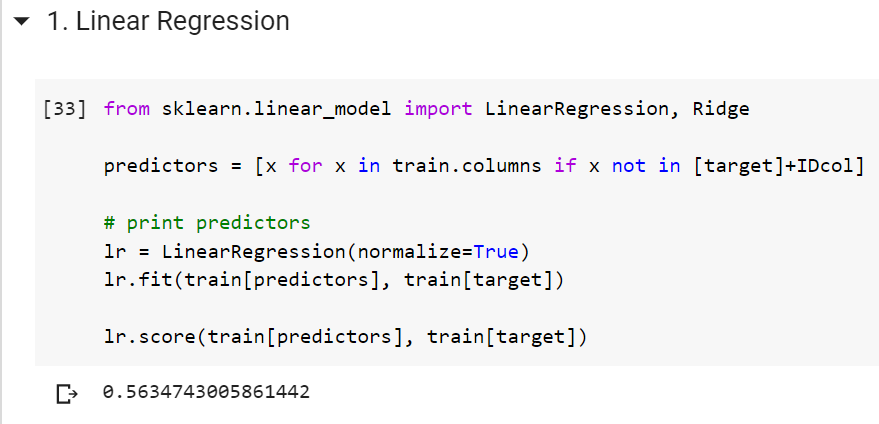 1. Linear Regression
[33] from sklearn.linear_model import LinearRegression, Ridge
predictors = [x for x in train.columns if x not in [target]+IDcol]
# print predictors
lr = LinearRegression(normalize=True)
lr.fit(train[predictors], train[target])
lr.score(train[predictors], train[target])
0.5634743005861442